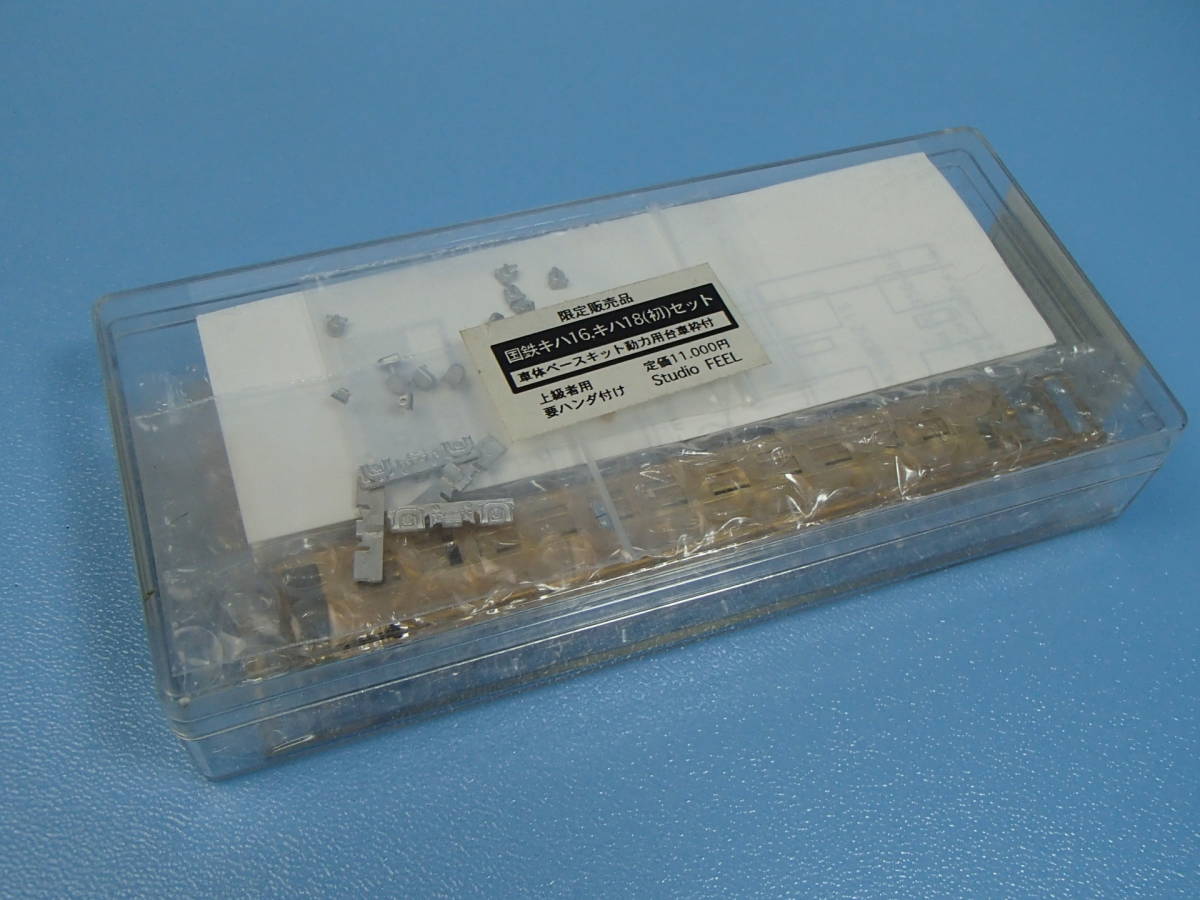 限定販売品
国鉄キハ16.キハ18(初)セット
車体ベースキット動力用台車枠付
上級者用 定価11.000円
要ハンダ付け Studio FEEL